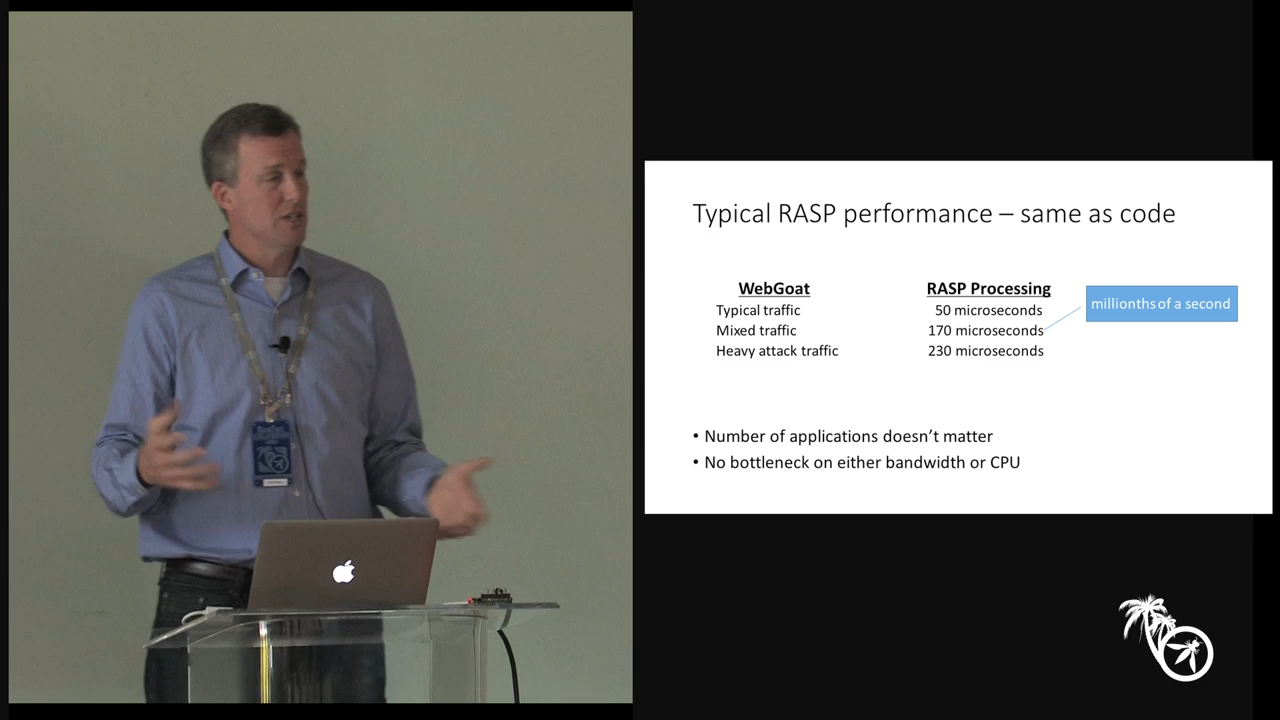 Typical RASP performance – same as code
WebGoat RASP Processing
Typical traffic 50 microseconds
Mixed traffic 170 microseconds
Heavy attack traffic 230 microseconds
millionths of a second
• Number of applications doesn’t matter
• No bottleneck on either bandwidth or CPU